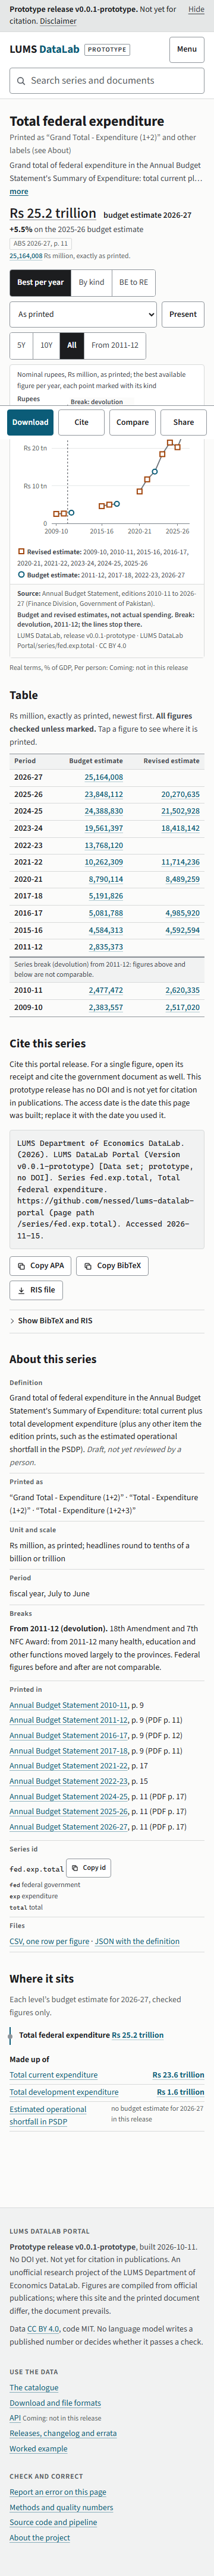 Prototype release v0.0.1-prototype. Not yet for Hide
citation. Disclaimer
LUMS DataLab PROTOTYPE Menu
Search series and documents
Total federal expenditure
Printed as “Grand Total - Expenditure (1+2)” and other
labels (see About)
Grand total of federal expenditure in the Annual Budget
Statement's Summary of Expenditure: total current pl…
more
Rs 25.2 trillion budget estimate 2026-27
+5.5% on the 2025-26 budget estimate
ABS 2026-27, p. 11
25,164,008 Rs million, exactly as printed.
Best per year By kind BE to RE
As printed Present
5Y 10Y All From 2011-12
Nominal rupees, Rs million, as printed; the best available
figure per year, each point marked with its kind
Rupees Break: devolution
Download Cite Compare Share
Rs 20 tn
Rs 10 tn
0
2009-10 2015-16 2020-21 2025-26
Revised estimate: 2009-10, 2010-11, 2015-16, 2016-17,
2020-21, 2021-22, 2023-24, 2024-25, 2025-26
Budget estimate: 2011-12, 2017-18, 2022-23, 2026-27
Source: Annual Budget Statement, editions 2010-11 to 2026-
27 (Finance Division, Government of Pakistan).
Budget and revised estimates, not actual spending. Break:
devolution, 2011-12; the lines stop there.
LUMS DataLab, release v0.0.1-prototype · LUMS DataLab
Portal/series/fed.exp.total · CC BY 4.0
Real terms, % of GDP, Per person: Coming: not in this release
Table
Rs million, exactly as printed, newest first. All figures
checked unless marked. Tap a figure to see where it is
printed.
Period Budget estimate Revised estimate
2026-27 25,164,008
2025-26 23,848,112 20,270,635
2024-25 24,388,830 21,502,928
2023-24 19,561,397 18,418,142
2022-23 13,768,120
2021-22 10,262,309 11,714,236
2020-21 8,790,114 8,489,259
2017-18 5,191,826
2016-17 5,081,788 4,985,920
2015-16 4,584,313 4,592,594
2011-12 2,835,373
Series break (devolution) from 2011-12: figures above and
below are not comparable.
2010-11 2,477,472 2,620,335
2009-10 2,383,557 2,517,020
Cite this series
Cite this portal release. For a single figure, open its
receipt and cite the government document as well. This
prototype release has no DOI and is not yet for citation
in publications. The access date is the date this page
was built; replace it with the date you used it.
LUMS Department of Economics DataLab.
(2026). LUMS DataLab Portal (Version
v0.0.1-prototype) [Data set; prototype,
no DOI]. Series fed.exp.total, Total
federal expenditure.
https://github.com/nessed/lums-datalab-
portal (page path
/series/fed.exp.total). Accessed 2026-
11-15.
Copy APA Copy BibTeX
RIS file
Show BibTeX and RIS
About this series
Definition
Grand total of federal expenditure in the Annual Budget
Statement's Summary of Expenditure: total current plus
total development expenditure (plus any other item the
edition prints, such as the estimated operational
shortfall in the PSDP). Draft, not yet reviewed by a
person.
Printed as
“Grand Total - Expenditure (1+2)” · “Total - Expenditure
(1+2)” · “Total - Expenditure (1+2+3)”
Unit and scale
Rs million, as printed; headlines round to tenths of a
billion or trillion
Period
fiscal year, July to June
Breaks
From 2011-12 (devolution). 18th Amendment and 7th
NFC Award: from 2011-12 many health, education and
other functions moved largely to the provinces. Federal
figures before and after are not comparable.
Printed in
Annual Budget Statement 2010-11, p. 9
Annual Budget Statement 2011-12, p. 9 (PDF p. 11)
Annual Budget Statement 2016-17, p. 9 (PDF p. 12)
Annual Budget Statement 2017-18, p. 9 (PDF p. 11)
Annual Budget Statement 2021-22, p. 17
Annual Budget Statement 2022-23, p. 15
Annual Budget Statement 2024-25, p. 11 (PDF p. 17)
Annual Budget Statement 2025-26, p. 11 (PDF p. 17)
Annual Budget Statement 2026-27, p. 11 (PDF p. 17)
Series id
fed.exp.total Copy id
fed federal government
exp expenditure
total total
Files
CSV, one row per figure · JSON with the definition
Where it sits
Each level's budget estimate for 2026-27, checked
figures only.
Total federal expenditure Rs 25.2 trillion
Made up of
Total current expenditure Rs 23.6 trillion
Total development expenditure Rs 1.6 trillion
Estimated operational no budget estimate for 2026-27
shortfall in PSDP in this release
LUMS DATALAB PORTAL
Prototype release v0.0.1-prototype, built 2026-10-11.
No DOI yet. Not yet for citation in publications. An
unofficial research project of the LUMS Department of
Economics DataLab. Figures are compiled from official
publications; where this site and the printed document
differ, the document prevails.
Data CC BY 4.0, code MIT. No language model writes a
published number or decides whether it passes a check.
USE THE DATA
The catalogue
Download and file formats
API Coming: not in this release
Releases, changelog and errata
Worked example
CHECK AND CORRECT
Report an error on this page
Methods and quality numbers
Source code and pipeline
About the project